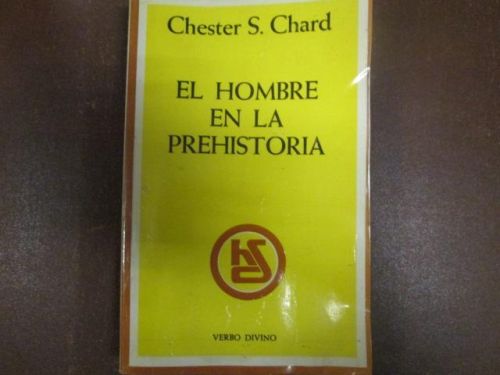 Chester S. Chard
EL HOMBRE
EN LA
PREHISTORIA
VERBO DIVINO